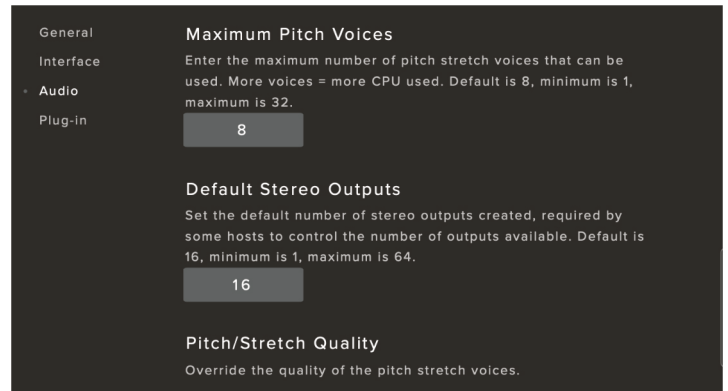 General
Interface
Audio
Plug-in
Maximum Pitch Voices
Enter the maximum number of pitch stretch voices that can be
used. More voices = more CPU used. Default is 8, minimum is 1,
maximum is 32.
8
Default Stereo Outputs
Set the default number of stereo outputs created, required by
some hosts to control the number of outputs available. Default is
16, minimum is 1, maximum is 64.
16
Pitch/Stretch Quality
Override the quality of the pitch stretch voices.